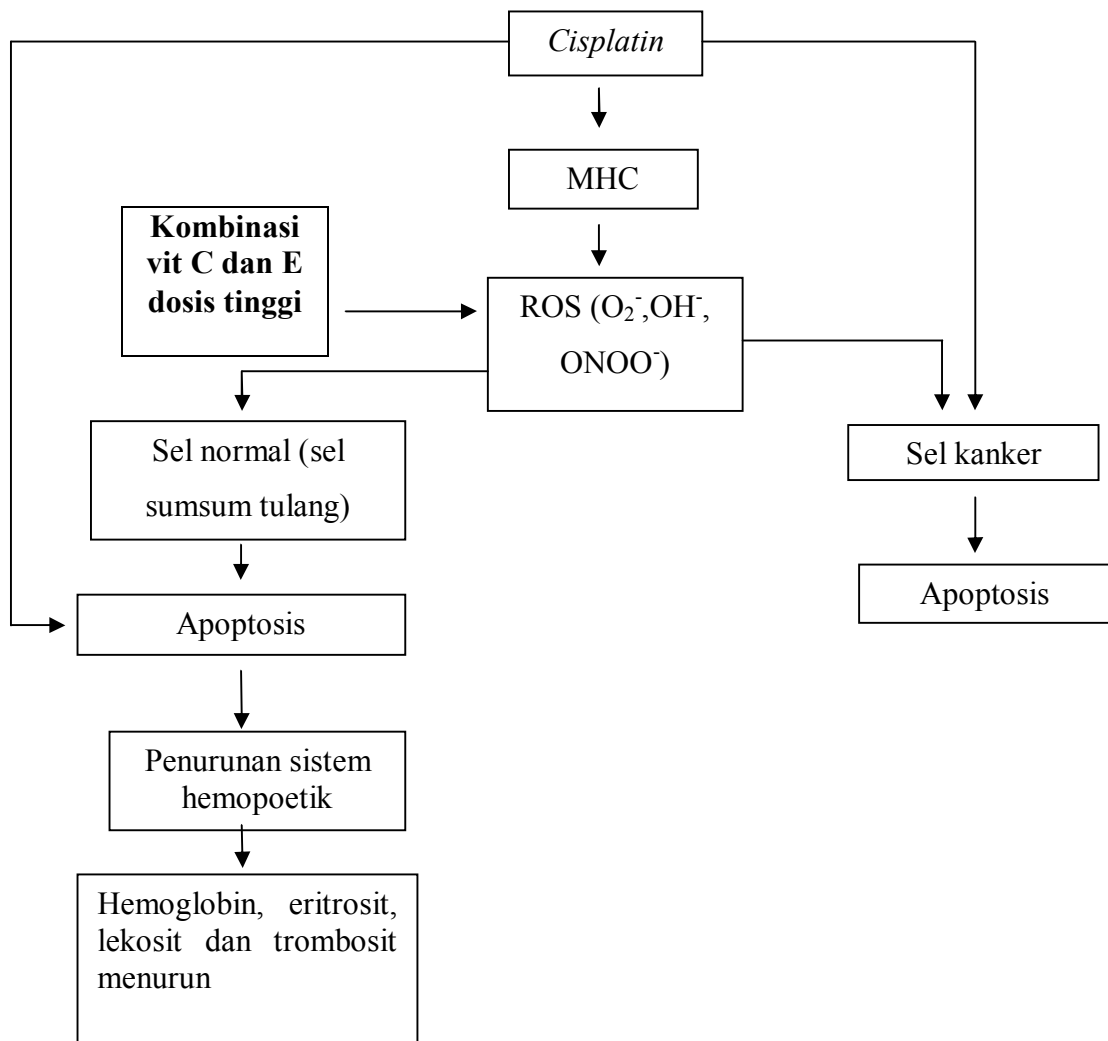 Cisplatin
MHC
Kombinasi
vit C dan E
dosis tinggi
ROS (O₂⁻,OH⁻,
ONOO⁻)
Sel normal (sel
sumsum tulang)
Sel kanker
Apoptosis
Apoptosis
Penurunan sistem
hemopoetik
Hemoglobin, eritrosit,
lekosit dan trombosit
menurun